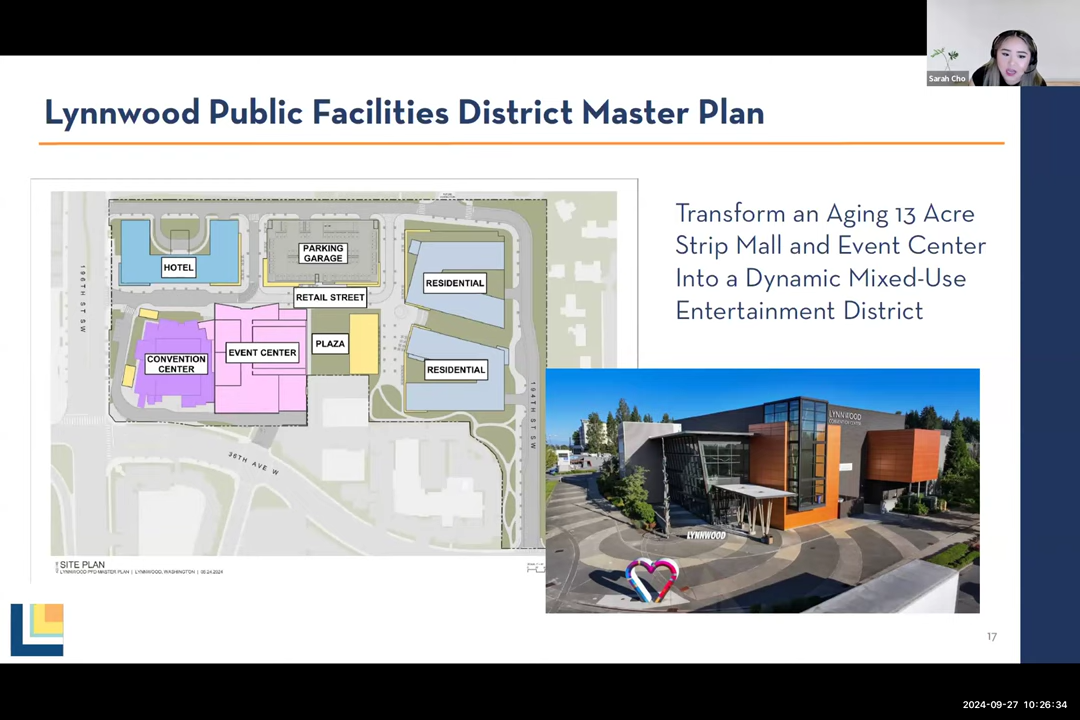 Sarah Cho
Lynnwood Public Facilities District Master Plan
Transform an Aging 13 Acre
Strip Mall and Event Center
Into a Dynamic Mixed-Use
Entertainment District
HOTEL
PARKING
GARAGE
RETAIL STREET
RESIDENTIAL
CONVENTION
CENTER
EVENT CENTER
PLAZA
RESIDENTIAL
196TH ST SW
194TH ST SW
36TH AVE W
SITE PLAN
LYNNWOOD PFD MASTER PLAN | LYNNWOOD, WASHINGTON | 06.24.2024
LYNNWOOD
CONVENTION CENTER
LYNNWOOD
17
2024-09-27 10:26:34